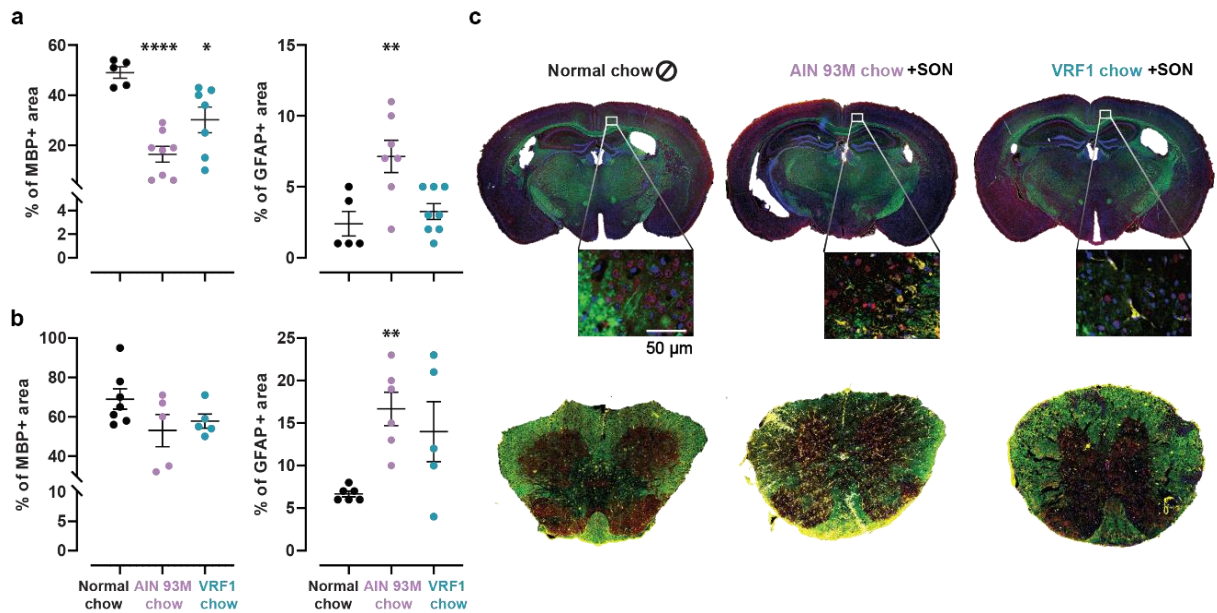 a
% of MBP+ area
60
40
20
4
2
0
****
*
% of GFAP+ area
15
10
5
0
**
b
% of MBP+ area
100
80
60
40
10
5
0
Normal chow
AIN 93M chow
VRF1 chow
% of GFAP+ area
25
20
15
10
5
0
**
Normal chow
AIN 93M chow
VRF1 chow
c
Normal chow
AIN 93M chow +SON
VRF1 chow +SON
50 µm